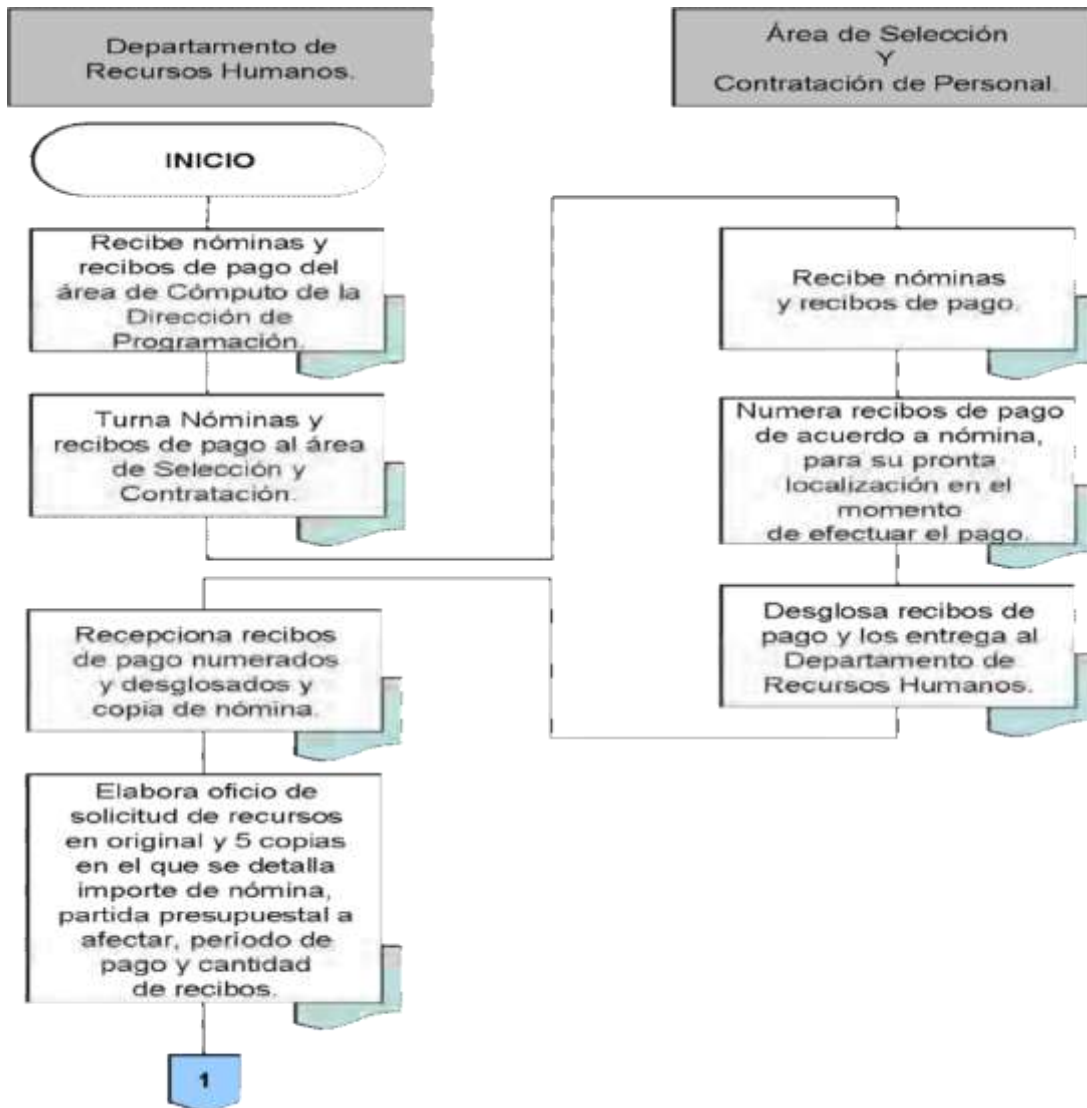 Departamento de
Recursos Humanos.
Área de Selección
Y
Contratación de Personal.
INICIO
Recibe nóminas y
recibos de pago del
área de Cómputo de la
Dirección de
Programación.
Turna Nóminas y
recibos de pago al área
de Selección y
Contratación.
Recibe nóminas
y recibos de pago.
Numera recibos de pago
de acuerdo a nómina,
para su pronta
localización en el
momento
de efectuar el pago.
Desglosa recibos de
pago y los entrega al
Departamento de
Recursos Humanos.
Recepciona recibos
de pago numerados
y desglosados y
copia de nómina.
Elabora oficio de
solicitud de recursos
en original y 5 copias
en el que se detalla
importe de nómina,
partida presupuestal a
afectar, período de
pago y cantidad
de recibos.
1